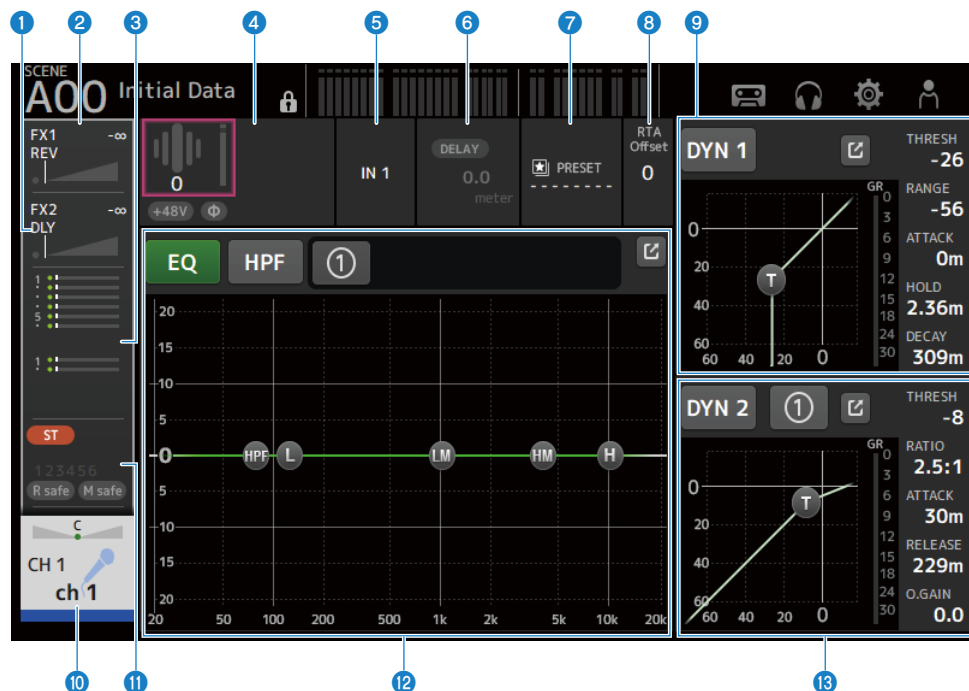 1 2 3 4 5 6 7 8 9
SCENE
A00 Initial Data
FX1 -∞
REV
FX2 -∞
DLY
1
5
1
ST
123456
R safe M safe
C
CH 1
ch 1
0
+48V Φ
IN 1
DELAY
0.0
meter
PRESET
-------
RTA
Offset
0
EQ HPF 1
20
10
5
0
5
10
15
20
HPF L LM HM H
20 50 100 200 500 1k 2k 5k 10k 20k
DYN 1
0
20
40
60
60 40 20 0
T
GR
0
3
6
9
12
15
18
24
30
THRESH
-26
RANGE
-56
ATTACK
0m
HOLD
2.36m
DECAY
309m
DYN 2 1
0
20
40
60
60 40 20 0
T
GR
0
3
6
9
12
15
18
24
30
THRESH
-8
RATIO
2.5:1
ATTACK
30m
RELEASE
229m
O.GAIN
0.0
10 11 12 13